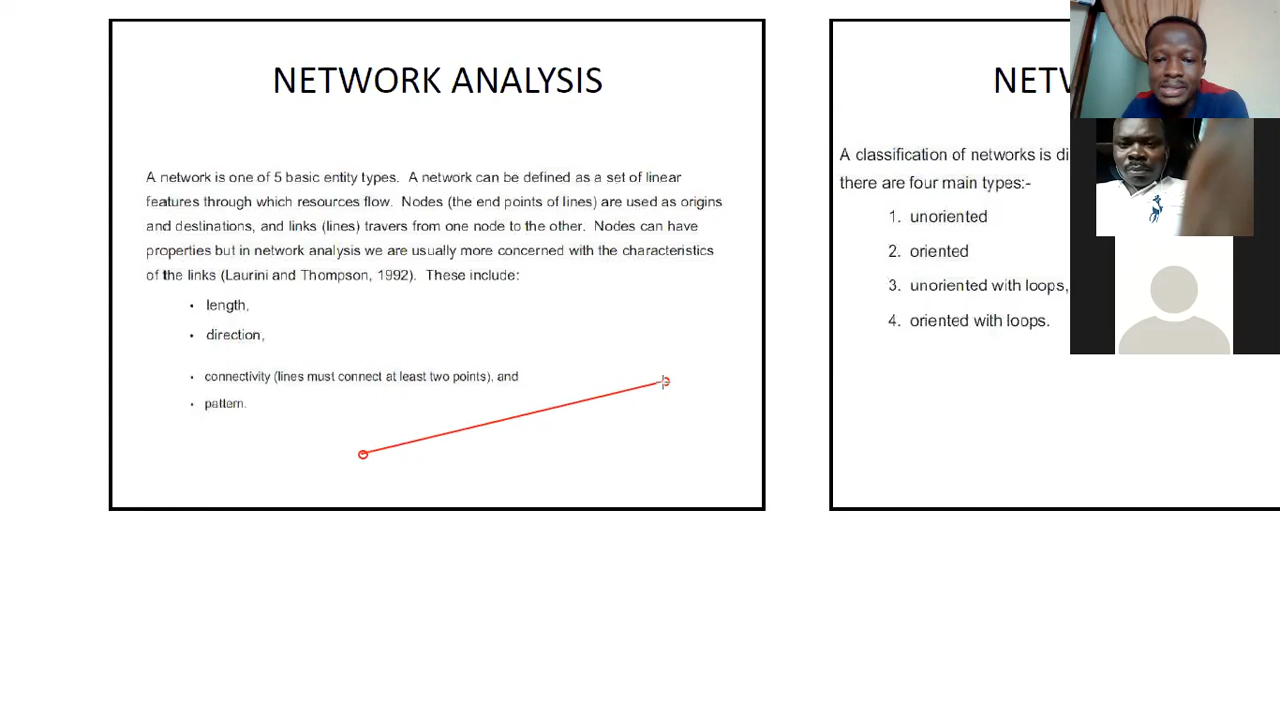 NETWORK ANALYSIS
A network is one of 5 basic entity types. A network can be defined as a set of linear
features through which resources flow. Nodes (the end points of lines) are used as origins
and destinations, and links (lines) travers from one node to the other. Nodes can have
properties but in network analysis we are usually more concerned with the characteristics
of the links (Laurini and Thompson, 1992). These include:
• length,
• direction,
• connectivity (lines must connect at least two points), and
• pattern.
NETW
A classification of networks is di
there are four main types:-
1. unoriented
2. oriented
3. unoriented with loops,
4. oriented with loops.